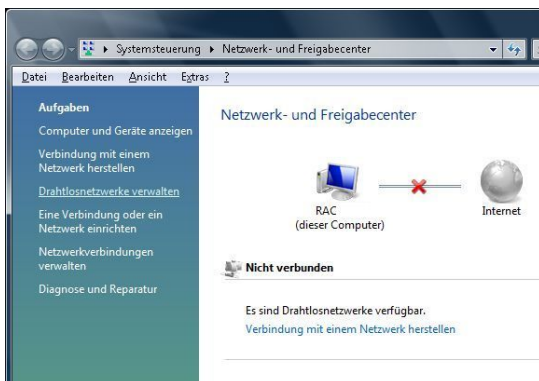 Systemsteuerung Netzwerk- und Freigabecenter
Datei Bearbeiten Ansicht Extras ?
Aufgaben
Computer und Geräte anzeigen
Verbindung mit einem
Netzwerk herstellen
Drahtlosnetzwerke verwalten
Eine Verbindung oder ein
Netzwerk einrichten
Netzwerkverbindungen
verwalten
Diagnose und Reparatur
Netzwerk- und Freigabecenter
RAC
(dieser Computer)
Internet
Nicht verbunden
Es sind Drahtlosnetzwerke verfügbar.
Verbindung mit einem Netzwerk herstellen